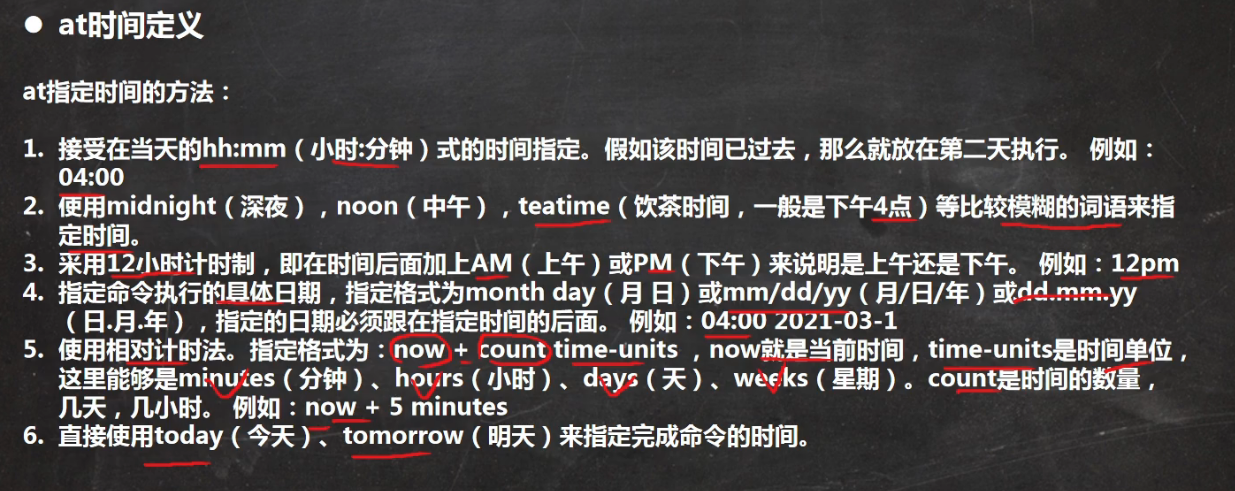 ● at时间定义
at指定时间的方法：
1. 接受在当天的hh:mm（小时:分钟）式的时间指定。假如该时间已过去，那么就放在第二天执行。 例如：
04:00
2. 使用midnight（深夜），noon（中午），teatime（饮茶时间，一般是下午4点）等比较模糊的词语来指
定时间。
3. 采用12小时计时制，即在时间后面加上AM（上午）或PM（下午）来说明是上午还是下午。 例如：12pm
4. 指定命令执行的具体日期，指定格式为month day（月 日）或mm/dd/yy（月/日/年）或dd.mm.yy
（日.月.年），指定的日期必须跟在指定时间的后面。 例如：04:00 2021-03-1
5. 使用相对计时法。指定格式为：now + count time-units ，now就是当前时间，time-units是时间单位，
这里能够是minutes（分钟）、hours（小时）、days（天）、weeks（星期）。count是时间的数量，
几天，几小时。 例如：now + 5 minutes
6. 直接使用today（今天）、tomorrow（明天）来指定完成命令的时间。